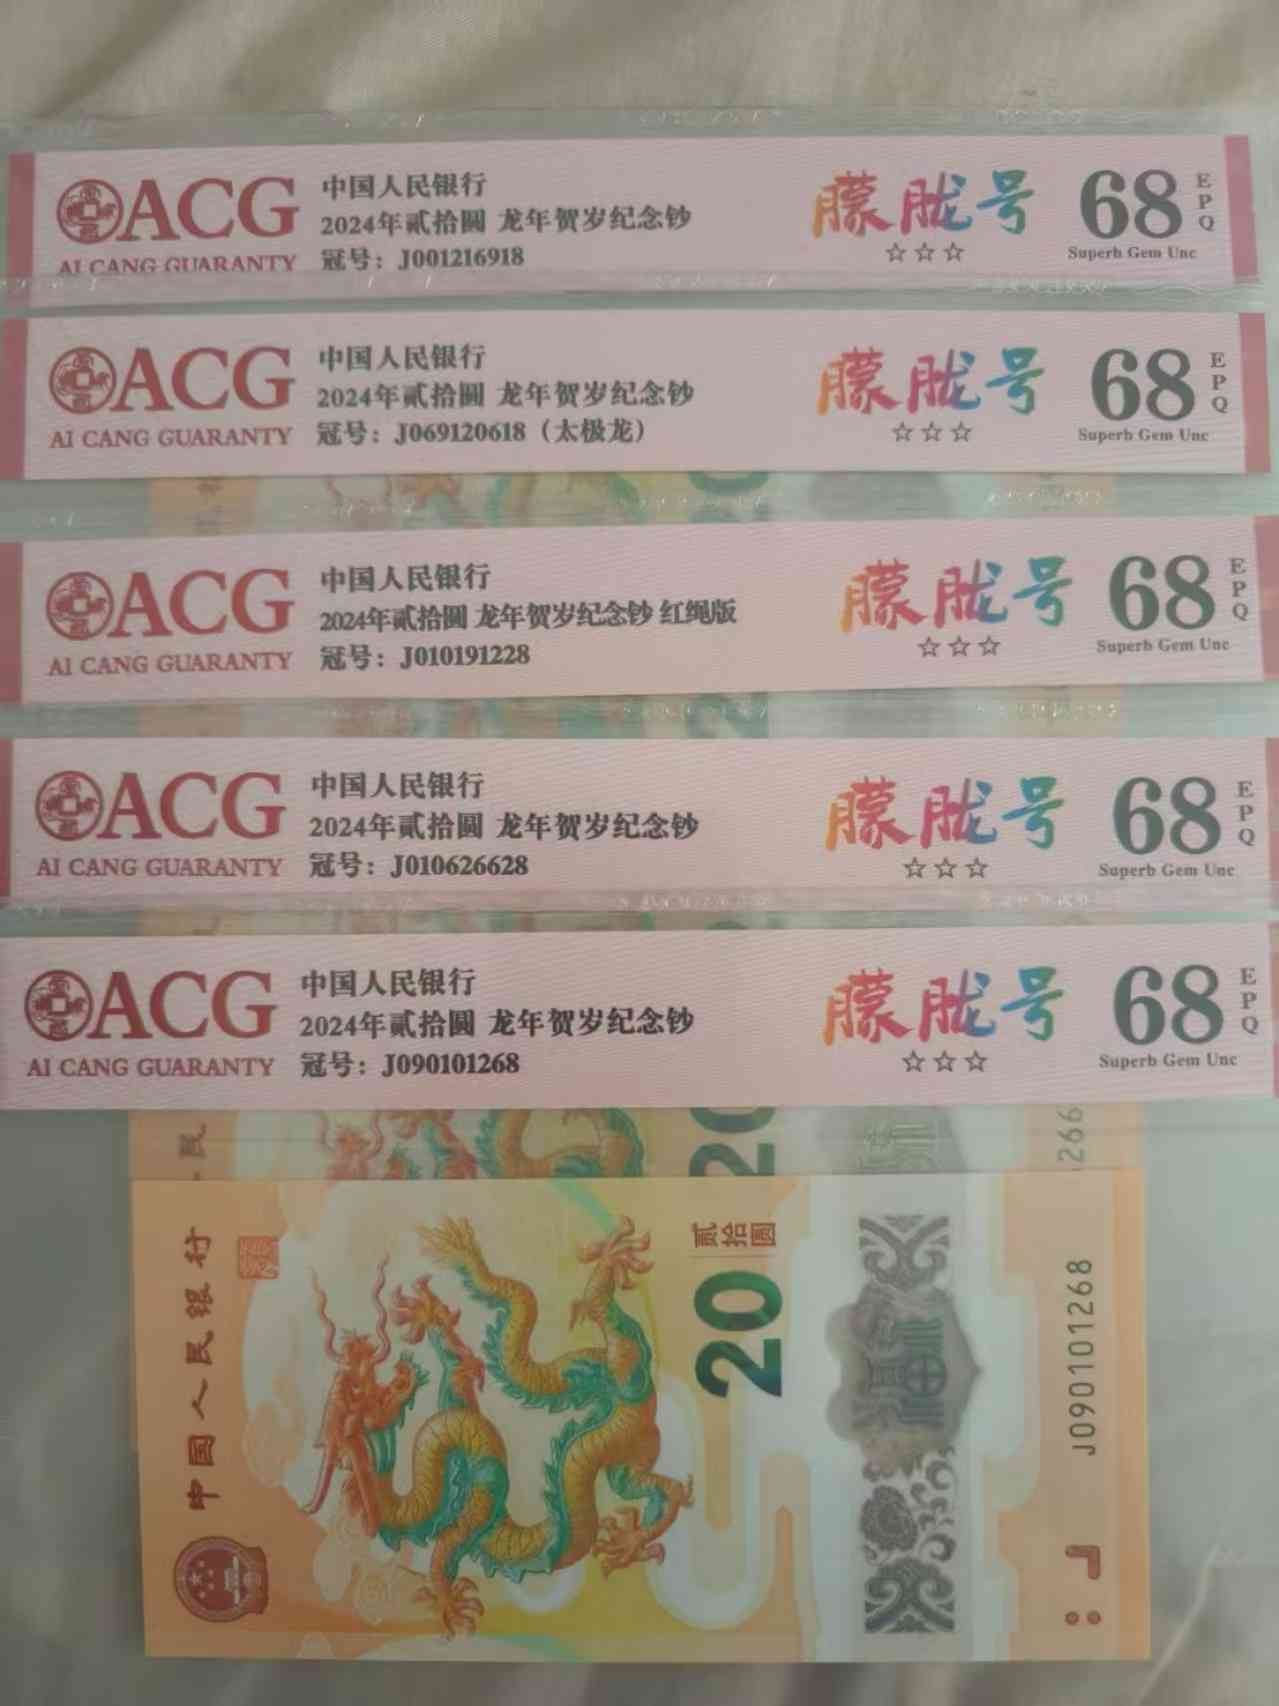 ACG
AI CANG GUARANTY
中国人民银行
2024年贰拾圆 龙年贺岁纪念钞
冠号：J001216918
朦胧号
☆☆☆
68
EPQ
Superb Gem Unc
ACG
AI CANG GUARANTY
中国人民银行
2024年贰拾圆 龙年贺岁纪念钞
冠号：J069120618（太极龙）
朦胧号
☆☆☆
68
EPQ
Superb Gem Unc
ACG
AI CANG GUARANTY
中国人民银行
2024年贰拾圆 龙年贺岁纪念钞 红绳版
冠号：J010191228
朦胧号
☆☆☆
68
EPQ
Superb Gem Unc
ACG
AI CANG GUARANTY
中国人民银行
2024年贰拾圆 龙年贺岁纪念钞
冠号：J010626628
朦胧号
☆☆☆
68
EPQ
Superb Gem Unc
ACG
AI CANG GUARANTY
中国人民银行
2024年贰拾圆 龙年贺岁纪念钞
冠号：J090101268
朦胧号
☆☆☆
68
EPQ
Superb Gem Unc
民
20
266
中国人民银行
贰拾圆
20
J090101268